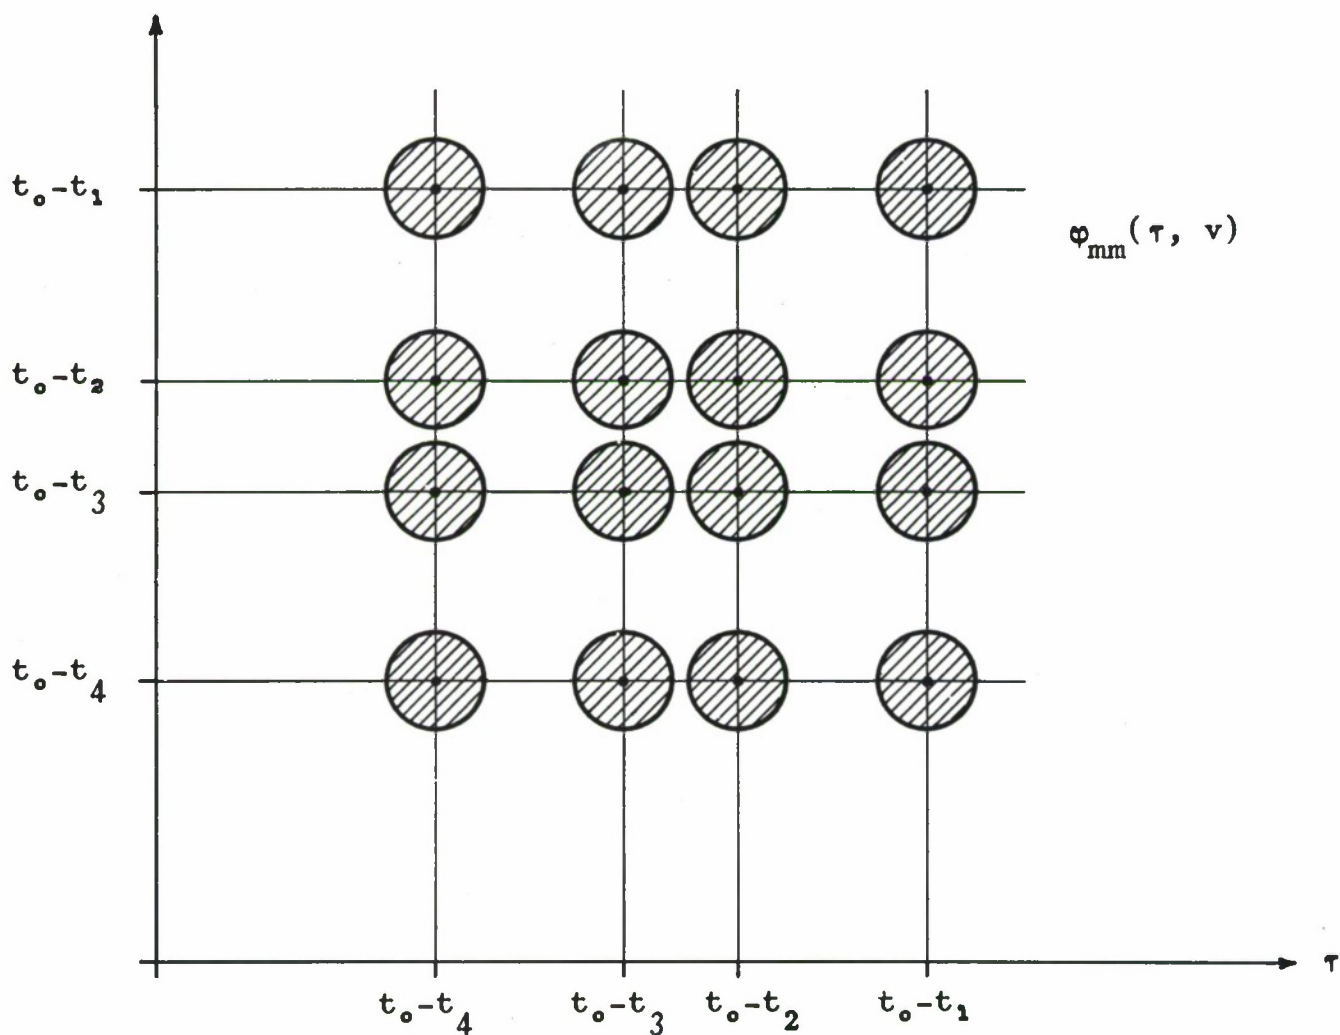 t₀-t₁
φₘₘ(τ, v)
t₀-t₂
t₀-t₃
t₀-t₄
τ
t₀-t₄ t₀-t₃ t₀-t₂ t₀-t₁